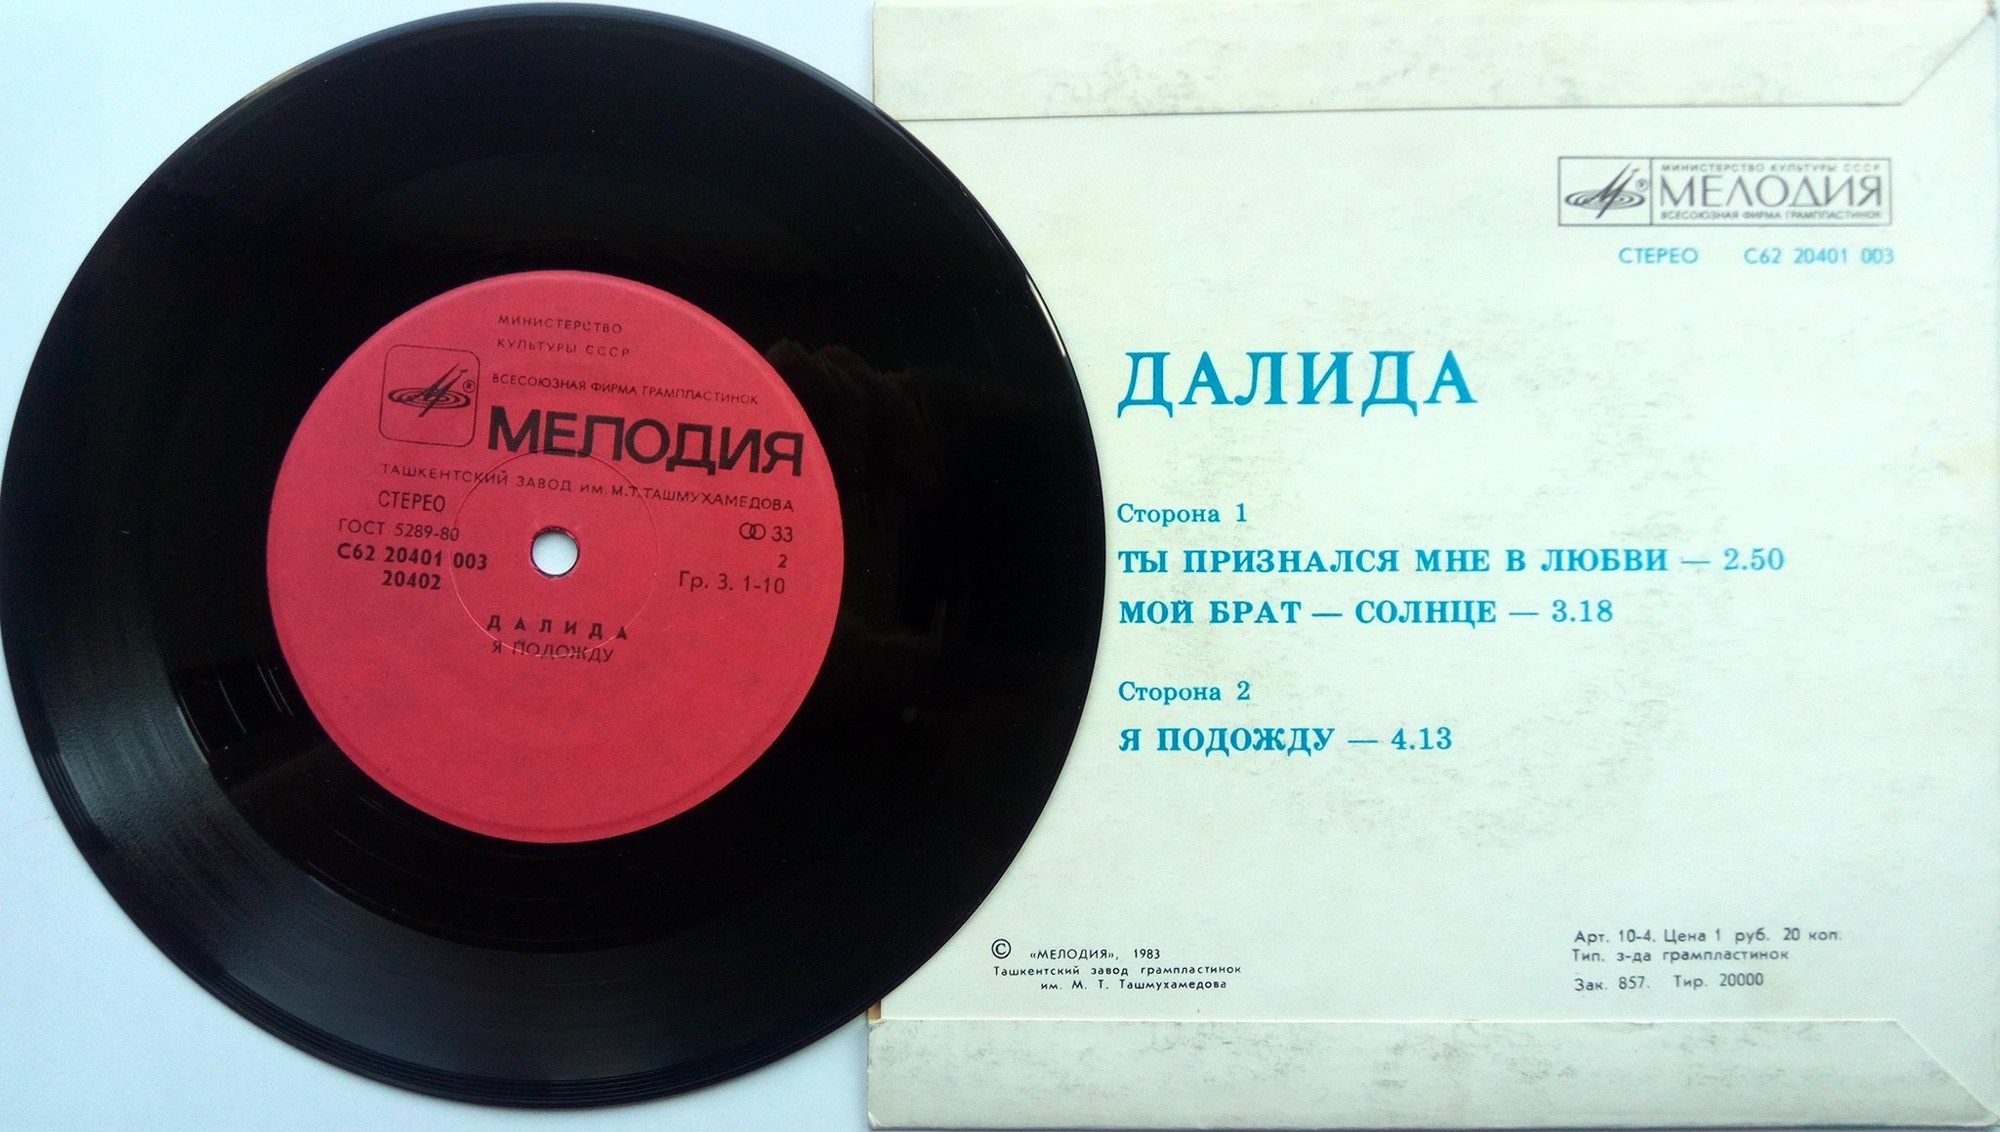 МИНИСТЕРСТВО
КУЛЬТУРЫ СССР
ВСЕСОЮЗНАЯ ФИРМА ГРАМПЛАСТИНОК
МЕЛОДИЯ
ТАШКЕНТСКИЙ ЗАВОД ИМ. М.Т.ТАШМУХАМЕДОВА
СТЕРЕО
ГОСТ 5289-80
33
С62 20401 003
2
20402
Гр. 3. 1-10
ДАЛИДА
Я ПОДОЖДУ
МИНИСТЕРСТВО КУЛЬТУРЫ СССР
МЕЛОДИЯ
ВСЕСОЮЗНАЯ ФИРМА ГРАМПЛАСТИНОК
СТЕРЕО С62 20401 003
ДАЛИДА
Сторона 1
ТЫ ПРИЗНАЛСЯ МНЕ В ЛЮБВИ — 2.50
МОЙ БРАТ — СОЛНЦЕ — 3.18
Сторона 2
Я ПОДОЖДУ — 4.13
© «МЕЛОДИЯ», 1983
Ташкентский завод грампластинок
им. М. Т. Ташмухамедова
Арт. 10-4. Цена 1 руб. 20 коп.
Тип. з-да грампластинок
Зак. 857. Тир. 20000